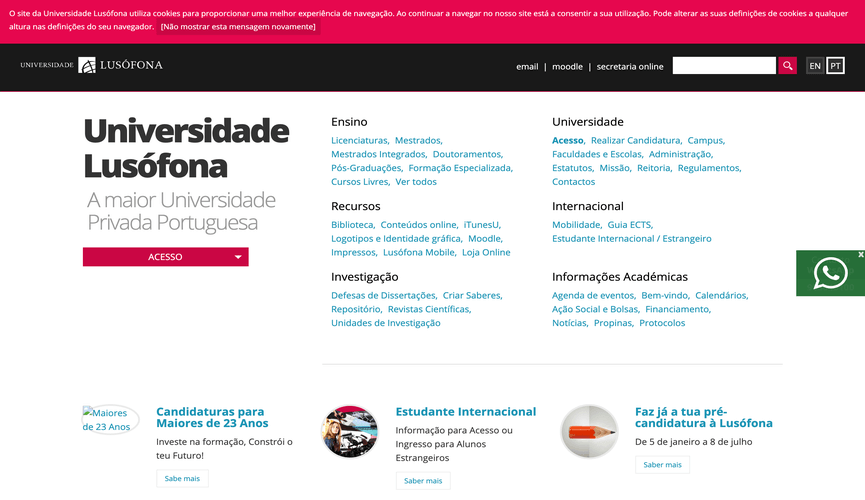 O site da Universidade Lusófona utiliza cookies para proporcionar uma melhor experiência de navegação. Ao continuar a navegar no nosso site está a consentir a sua utilização. Pode alterar as suas definições de cookies a qualquer
altura nas definições do seu navegador. [Não mostrar esta mensagem novamente]
UNIVERSIDADE LUSÓFONA
email | moodle | secretaria online
EN PT
Universidade
Lusófona
A maior Universidade
Privada Portuguesa
ACESSO
Ensino
Licenciaturas, Mestrados,
Mestrados Integrados, Doutoramentos,
Pós-Graduações, Formação Especializada,
Cursos Livres, Ver todos
Universidade
Acesso, Realizar Candidatura, Campus,
Faculdades e Escolas, Administração,
Estatutos, Missão, Reitoria, Regulamentos,
Contactos
Recursos
Biblioteca, Conteúdos online, iTunesU,
Logotipos e Identidade gráfica, Moodle,
Impressos, Lusófona Mobile, Loja Online
Internacional
Mobilidade, Guia ECTS,
Estudante Internacional / Estrangeiro
Investigação
Defesas de Dissertações, Criar Saberes,
Repositório, Revistas Científicas,
Unidades de Investigação
Informações Académicas
Agenda de eventos, Bem-vindo, Calendários,
Ação Social e Bolsas, Financiamento,
Notícias, Propinas, Protocolos
x
Maiores
de 23 Anos
Candidaturas para
Maiores de 23 Anos
Investe na formação, Constrói o
teu Futuro!
Sabe mais
Estudante Internacional
Informação para Acesso ou
Ingresso para Alunos
Estrangeiros
Saber mais
Faz já a tua pré-
candidatura à Lusófona
De 5 de janeiro a 8 de julho
Saber mais